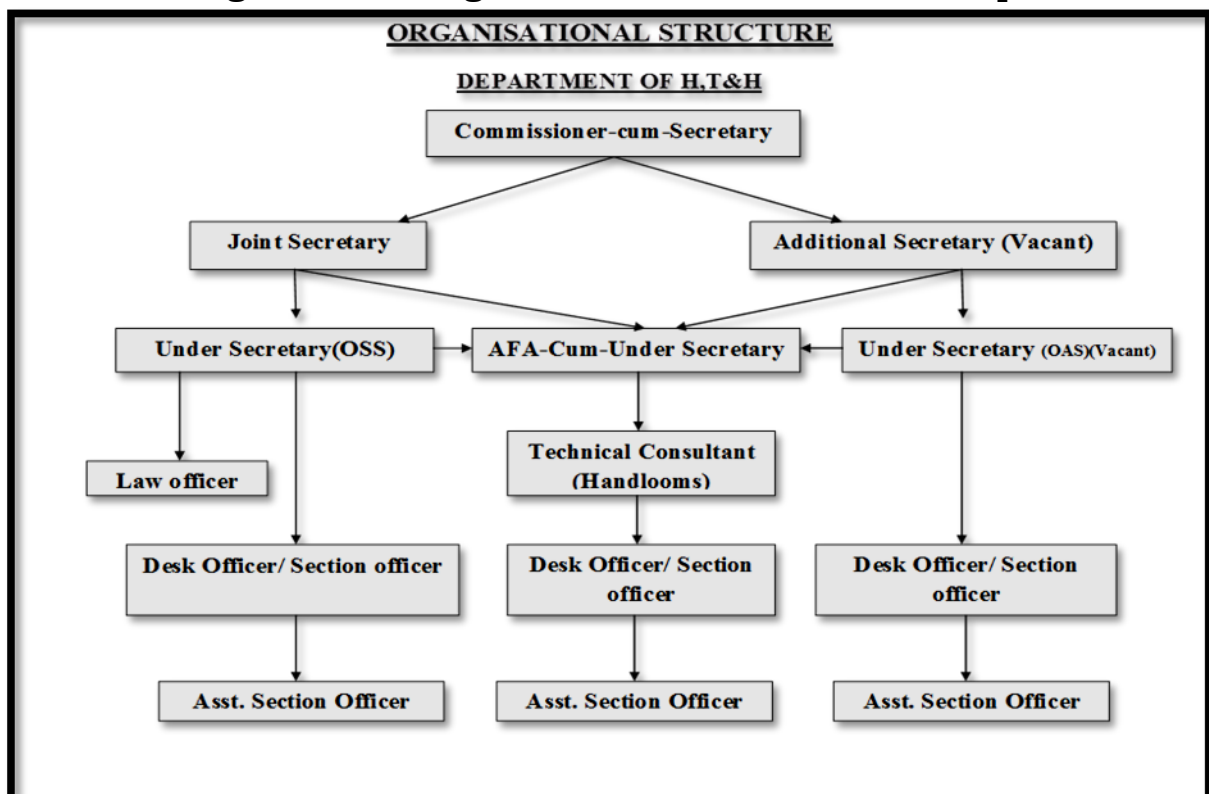 ORGANISATIONAL STRUCTURE
DEPARTMENT OF H,T&H
Commissioner-cum-Secretary
Joint Secretary
Additional Secretary (Vacant)
Under Secretary(OSS)
AFA-Cum-Under Secretary
Under Secretary (OAS)(Vacant)
Law officer
Technical Consultant
(Handlooms)
Desk Officer/ Section officer
Desk Officer/ Section
officer
Desk Officer/ Section
officer
Asst. Section Officer
Asst. Section Officer
Asst. Section Officer